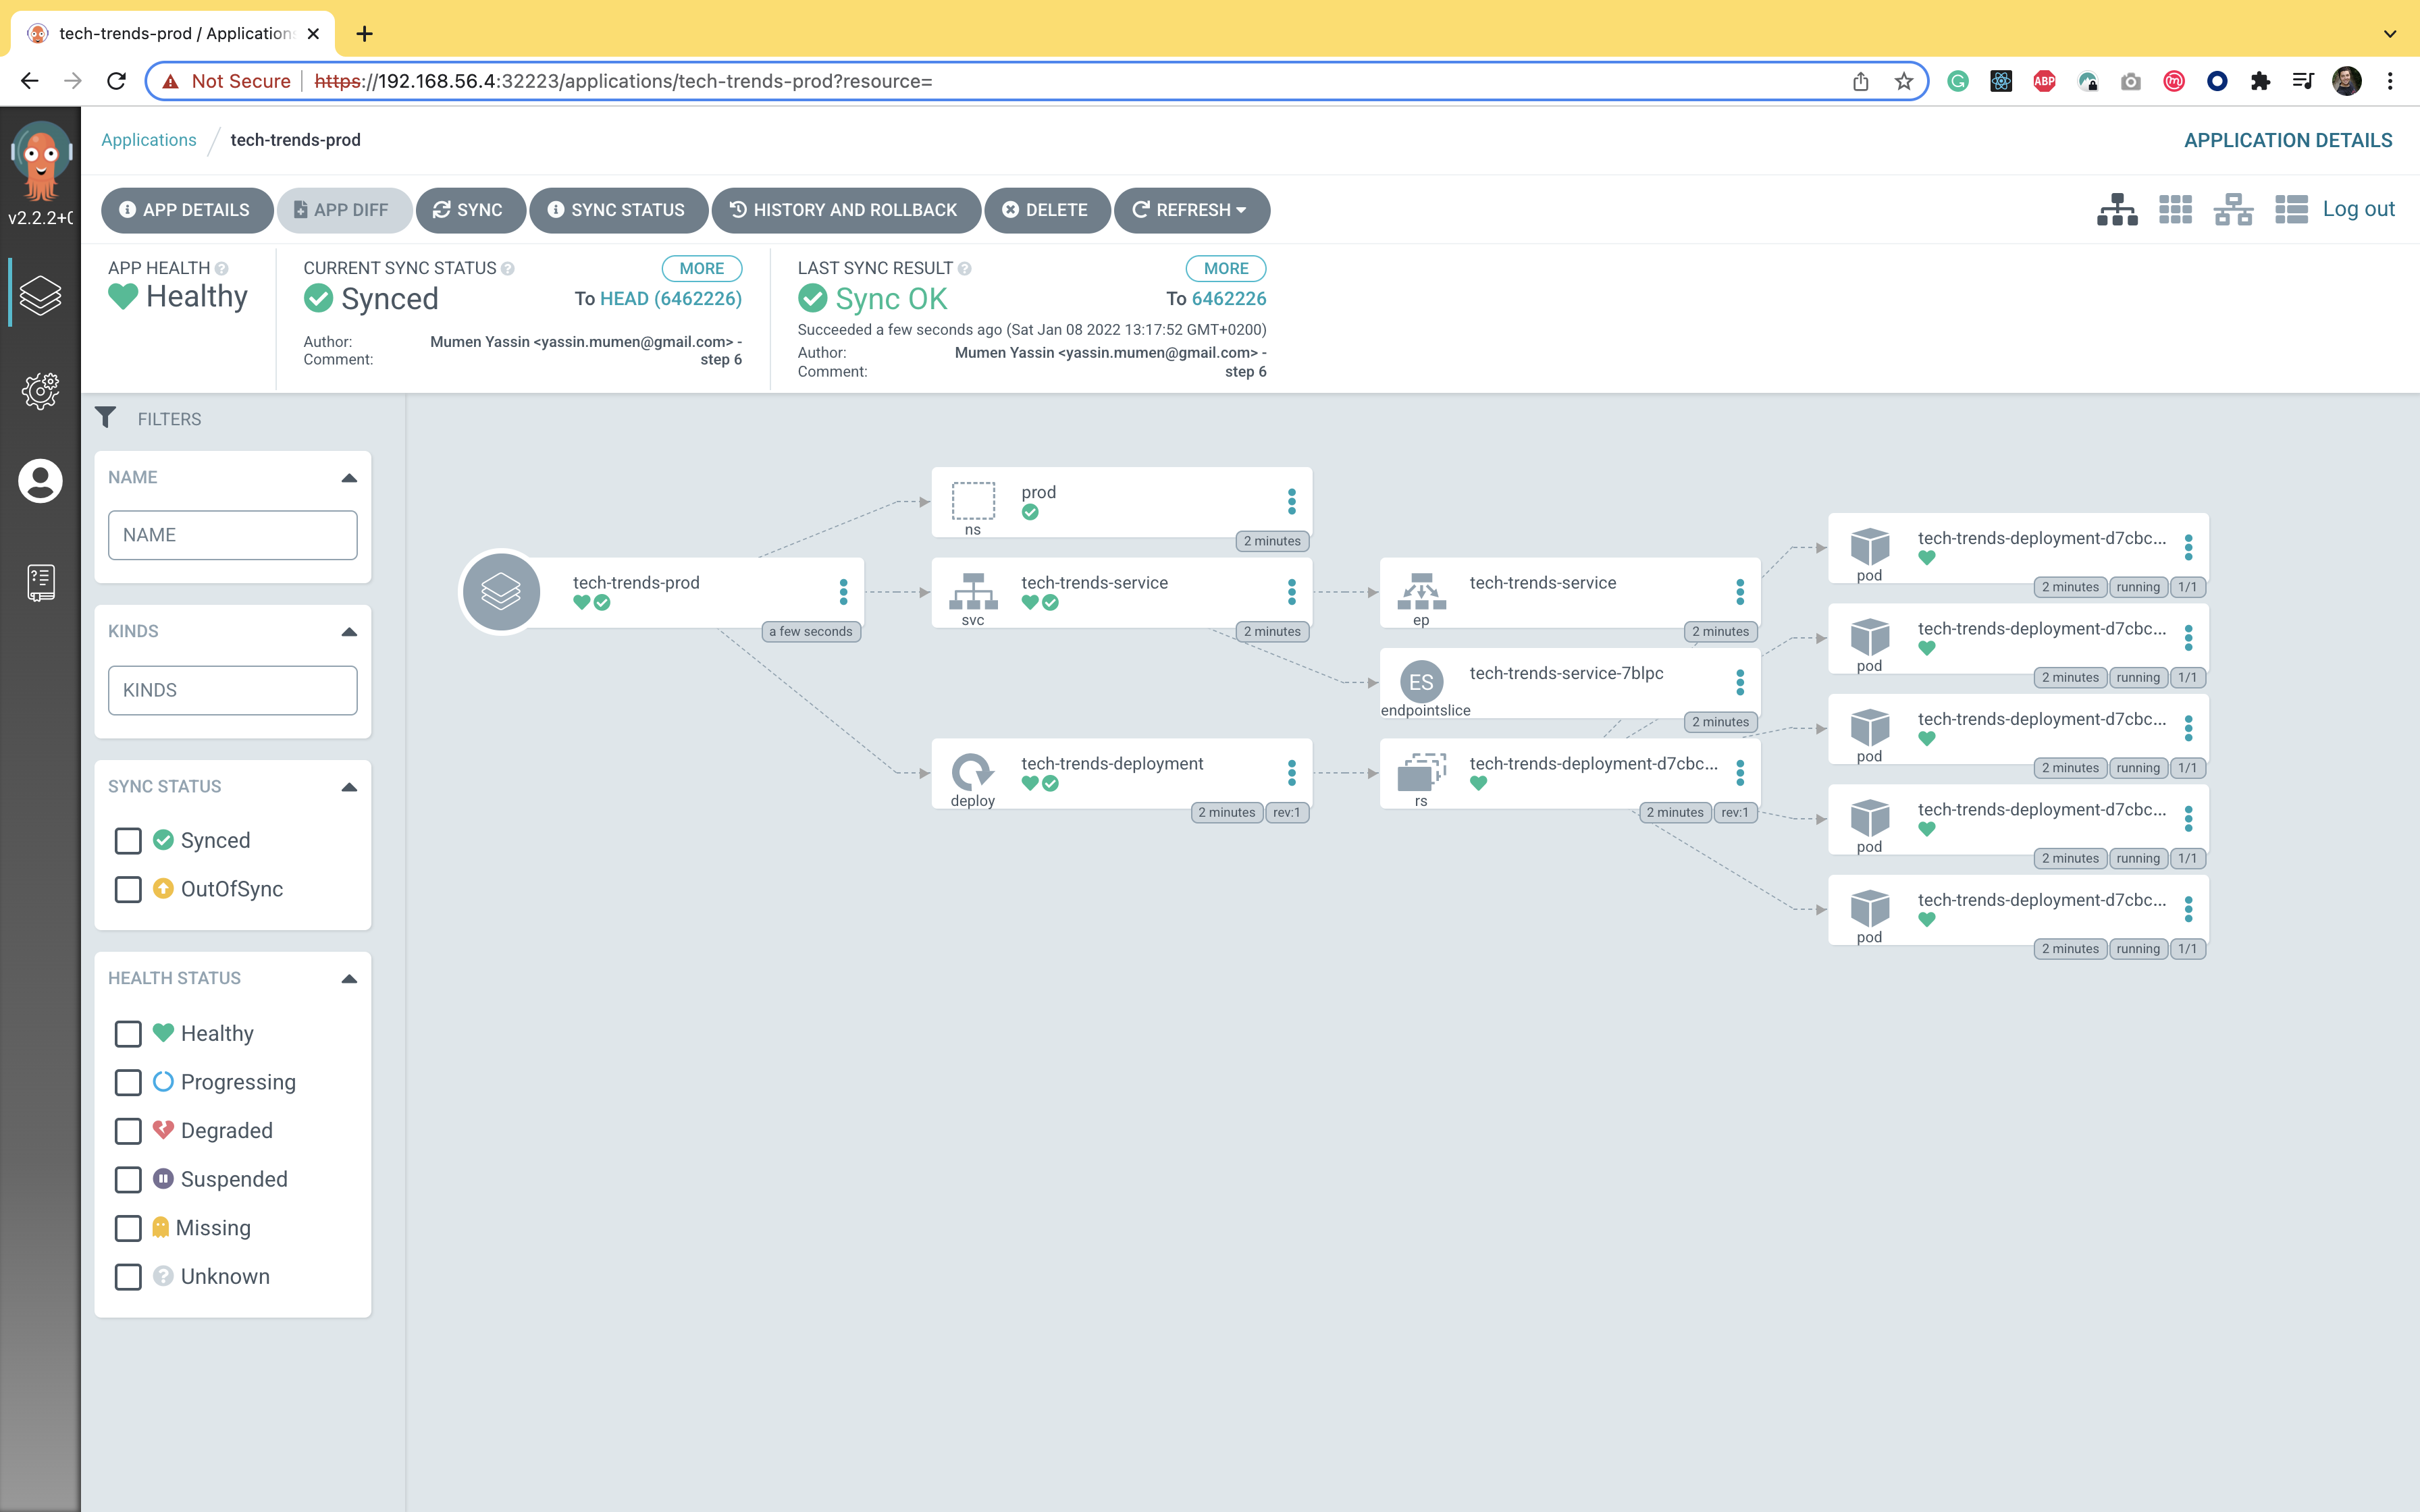 tech-trends-prod / Application
Not Secure
https://192.168.56.4:32223/applications/tech-trends-prod?resource=
ABP
v2.2.2+0
Applications / tech-trends-prod
APPLICATION DETAILS
APP DETAILS
APP DIFF
SYNC
SYNC STATUS
HISTORY AND ROLLBACK
DELETE
REFRESH
Log out
APP HEALTH
Healthy
CURRENT SYNC STATUS
MORE
Synced
To HEAD (6462226)
Author: Mumen Yassin <yassin.mumen@gmail.com> -
Comment: step 6
LAST SYNC RESULT
MORE
Sync OK
To 6462226
Succeeded a few seconds ago (Sat Jan 08 2022 13:17:52 GMT+0200)
Author: Mumen Yassin <yassin.mumen@gmail.com> -
Comment: step 6
FILTERS
NAME
NAME
KINDS
KINDS
SYNC STATUS
Synced
OutOfSync
HEALTH STATUS
Healthy
Progressing
Degraded
Suspended
Missing
Unknown
tech-trends-prod
a few seconds
prod
ns
2 minutes
tech-trends-service
svc
2 minutes
tech-trends-deployment
deploy
2 minutes rev:1
tech-trends-service
ep
2 minutes
ES
tech-trends-service-7blpc
endpointslice
2 minutes
tech-trends-deployment-d7cbc...
rs
2 minutes rev:1
tech-trends-deployment-d7cbc...
pod
2 minutes running 1/1
tech-trends-deployment-d7cbc...
pod
2 minutes running 1/1
tech-trends-deployment-d7cbc...
pod
2 minutes running 1/1
tech-trends-deployment-d7cbc...
pod
2 minutes running 1/1
tech-trends-deployment-d7cbc...
pod
2 minutes running 1/1